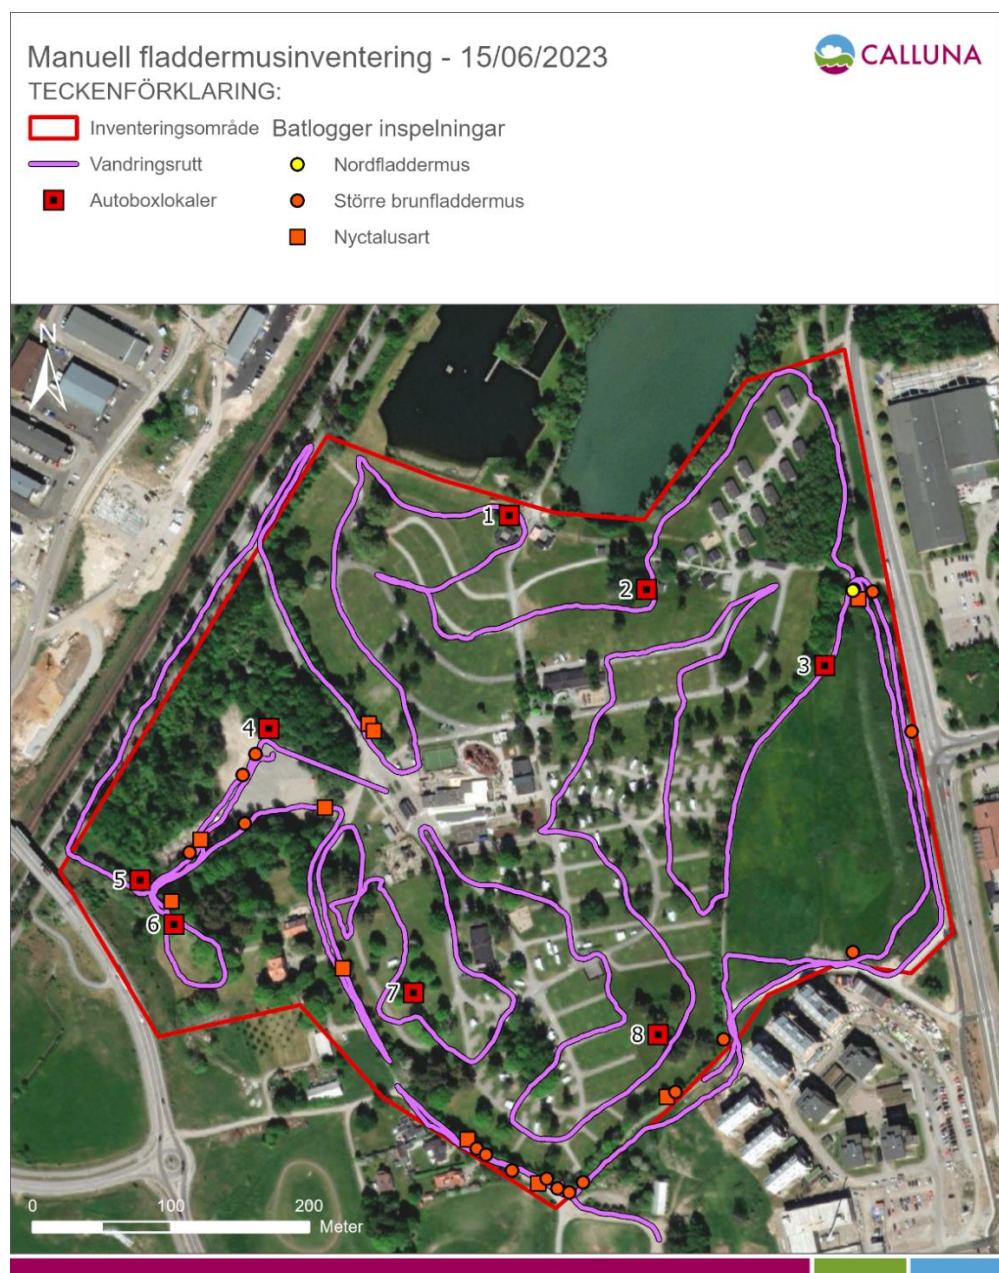 Manuell fladdermusinventering - 15/06/2023
CALLUNA
TECKENFÖRKLARING:
Inventeringsområde
Batlogger inspelningar
Vandringsrutt
Nordfladdermus
Autoboxlokaler
Större brunfladdermus
Nyctalusart
N
1
2
3
4
5
6
7
8
0 100 200
Meter